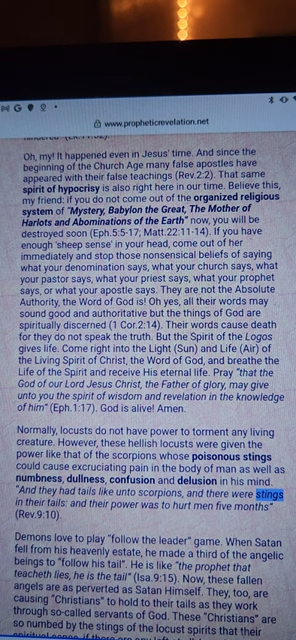 www.propheticrevelation.net
Oh, my! It happened even in Jesus' time. And since the
beginning of the Church Age many false apostles have
appeared with their false teachings (Rev.2:2). That same
spirit of hypocrisy is also right here in our time. Believe this,
my friend: if you do not come out of the organized religious
system of "Mystery, Babylon the Great, The Mother of
Harlots and Abominations of the Earth" now, you will be
destroyed soon (Eph.5:5-17; Matt.22:11-14). If you have
enough 'sheep sense' in your head, come out of her
immediately and stop those nonsensical beliefs of saying
what your denomination says, what your church says, what
your pastor says, what your priest says, what your prophet
says, or what your apostle says. They are not the Absolute
Authority, the Word of God is! Oh yes, all their words may
sound good and authoritative but the things of God are
spiritually discerned (1 Cor.2:14). Their words cause death
for they do not speak the truth. But the Spirit of the Logos
gives life. Come right into the Light (Sun) and Life (Air) of
the Living Spirit of Christ, the Word of God, and breathe the
Life of the Spirit and receive His eternal life. Pray "that the
God of our Lord Jesus Christ, the Father of glory, may give
unto you the spirit of wisdom and revelation in the knowledge
of him" (Eph.1:17). God is alive! Amen.
Normally, locusts do not have power to torment any living
creature. However, these hellish locusts were given the
power like that of the scorpions whose poisonous stings
could cause excruciating pain in the body of man as well as
numbness, dullness, confusion and delusion in his mind.
"And they had tails like unto scorpions, and there were stings
in their tails: and their power was to hurt men five months"
(Rev.9:10).
Demons love to play "follow the leader" game. When Satan
fell from his heavenly estate, he made a third of the angelic
beings to "follow his tail". He is like "the prophet that
teacheth lies, he is the tail" (Isa.9:15). Now, these fallen
angels are as perverted as Satan Himself. They, too, are
causing "Christians" to hold to their tails as they work
through so-called servants of God. These "Christians" are
so numbed by the stings of the locust spirits that their